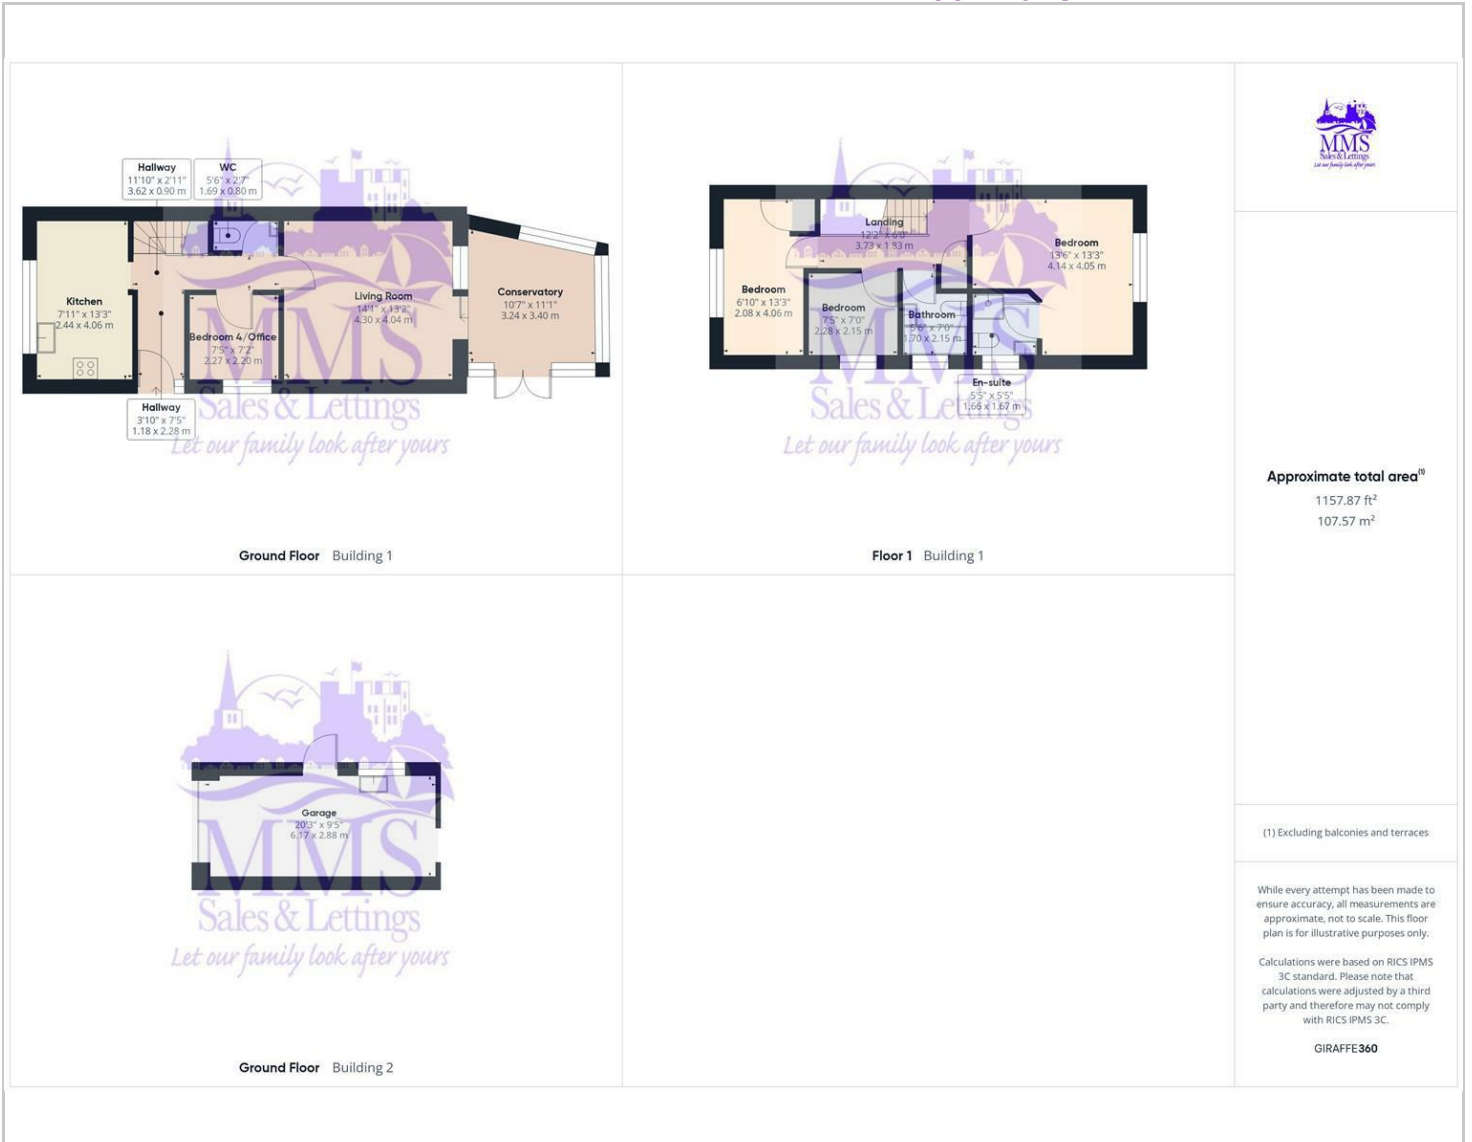 Hallway
11'10" x 2'11"
3.62 x 0.90 m
WC
5'6" x 2'7"
1.69 x 0.80 m
Kitchen
7'11" x 13'3"
2.44 x 4.06 m
Living Room
14'1" x 13'2"
4.30 x 4.04 m
Conservatory
10'7" x 11'1"
3.24 x 3.40 m
Bedroom 4/Office
7'5" x 7'2"
2.27 x 2.20 m
Hallway
3'10" x 7'5"
1.18 x 2.28 m
MMS
Sales & Lettings
Let our family look after yours
Ground Floor Building 1
Landing
12'2" x 6'0"
3.73 x 1.83 m
Bedroom
13'6" x 13'3"
4.14 x 4.05 m
Bedroom
6'10" x 13'3"
2.08 x 4.06 m
Bedroom
7'5" x 7'0"
2.28 x 2.15 m
Bathroom
5'6" x 7'0"
1.70 x 2.15 m
En-suite
5'5" x 5'5"
1.66 x 1.67 m
MMS
Sales & Lettings
Let our family look after yours
Floor 1 Building 1
Garage
20'3" x 9'5"
6.17 x 2.88 m
MMS
Sales & Lettings
Let our family look after yours
Ground Floor Building 2
MMS
Sales & Lettings
Let our family look after yours
Approximate total area(1)
1157.87 ft²
107.57 m²
(1) Excluding balconies and terraces
While every attempt has been made to
ensure accuracy, all measurements are
approximate, not to scale. This floor
plan is for illustrative purposes only.
Calculations were based on RICS IPMS
3C standard. Please note that
calculations were adjusted by a third
party and therefore may not comply
with RICS IPMS 3C.
GIRAFFE360